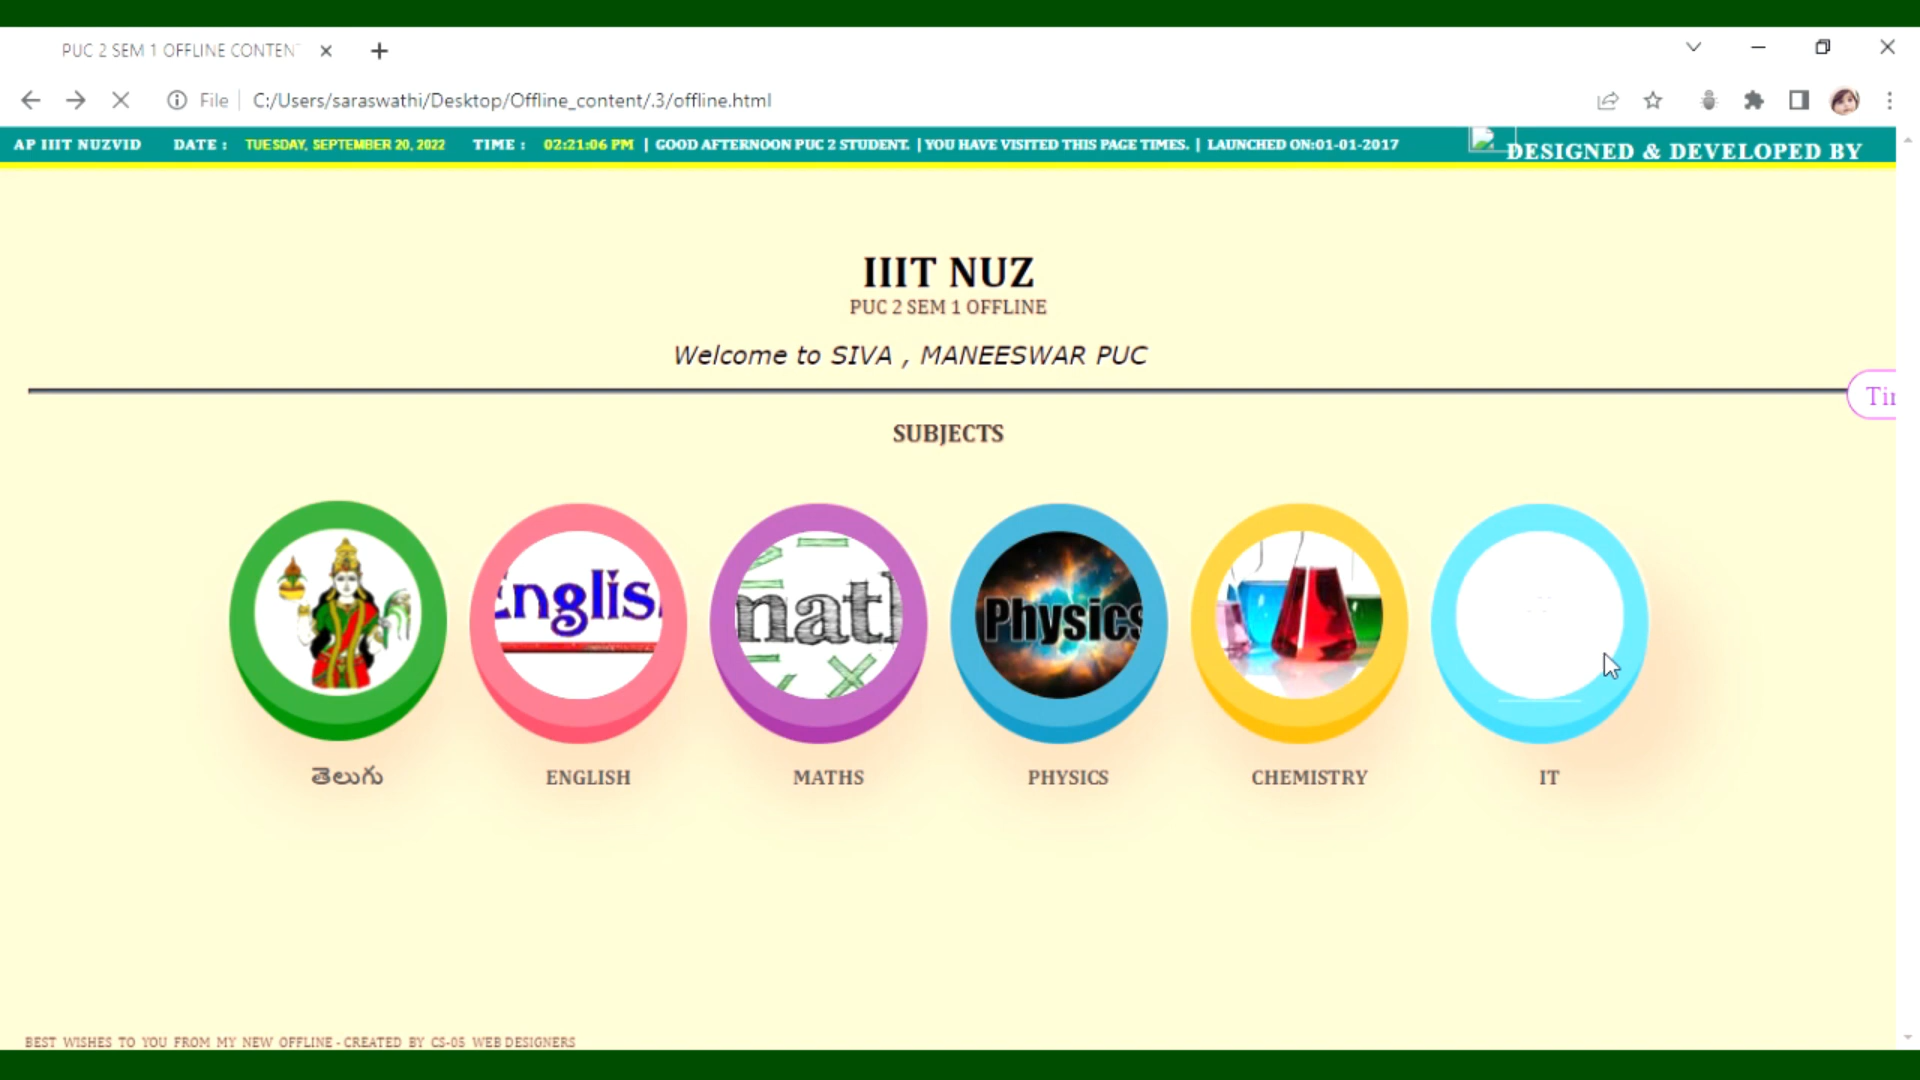 PUC 2 SEM 1 OFFLINE CONTEN
File
C:/Users/saraswathi/Desktop/Offline_content/.3/offline.html
AP IIIT NUZVID DATE : TUESDAY, SEPTEMBER 20, 2022 TIME : 02:21:06 PM | GOOD AFTERNOON PUC 2 STUDENT. | YOU HAVE VISITED THIS PAGE TIMES. | LAUNCHED ON:01-01-2017
DESIGNED & DEVELOPED BY
IIIT NUZ
PUC 2 SEM 1 OFFLINE
Welcome to SIVA , MANEESWAR PUC
Tir
SUBJECTS
Englis
math
Physics
తెలుగు
ENGLISH
MATHS
PHYSICS
CHEMISTRY
IT
BEST WISHES TO YOU FROM MY NEW OFFLINE - CREATED BY CS-05 WEB DESIGNERS